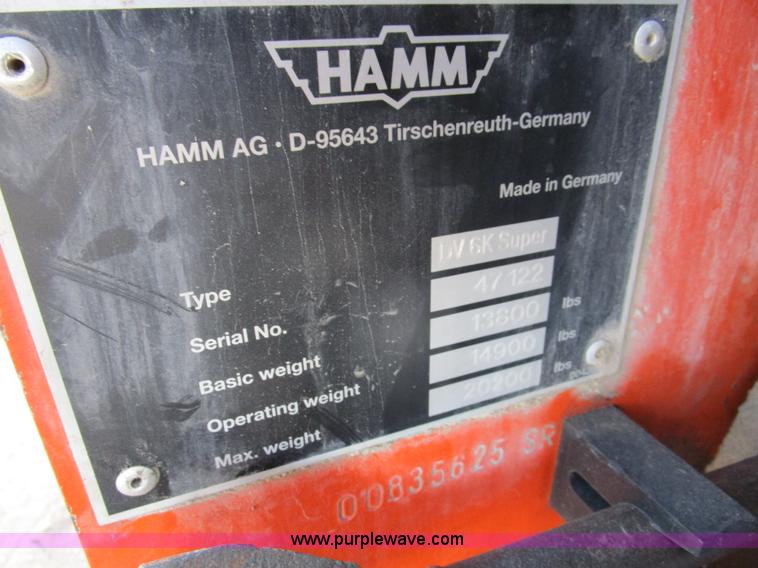 HAMM
HAMM AG · D-95643 Tirschenreuth-Germany
Made in Germany
Type DV 6K Super
Serial No. 47122
Basic weight 13800 lbs
Operating weight 14900 lbs
Max. weight 20200 lbs
00835625 SR
www.purplewave.com